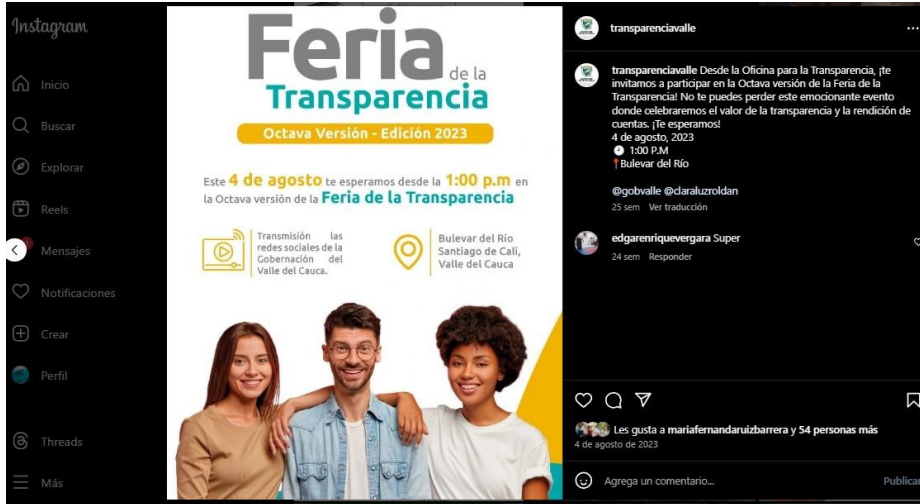 Instagram
Inicio
Buscar
Explorar
Reels
Mensajes
Notificaciones
Crear
Perfil
Threads
Más
Feria
de la
Transparencia
Octava Versión - Edición 2023
Este 4 de agosto te esperamos desde la 1:00 p.m en
la Octava versión de la Feria de la Transparencia
Transmisión las
redes sociales de la
Gobernación del
Valle del Cauca.
Bulevar del Río
Santiago de Cali,
Valle del Cauca
transparenciavalle
transparenciavalle Desde la Oficina para la Transparencia, ¡te
invitamos a participar en la Octava versión de la Feria de la
Transparencia! No te puedes perder este emocionante evento
donde celebraremos el valor de la transparencia y la rendición de
cuentas. ¡Te esperamos!
4 de agosto, 2023
🕘 1:00 P.M
📍Bulevar del Río
@gobvalle @claraluzroldan
25 sem Ver traducción
edgarenriquevergara Super
24 sem Responder
Les gusta a mariafernandaruizbarrera y 54 personas más
4 de agosto de 2023
Agrega un comentario...
Publicar